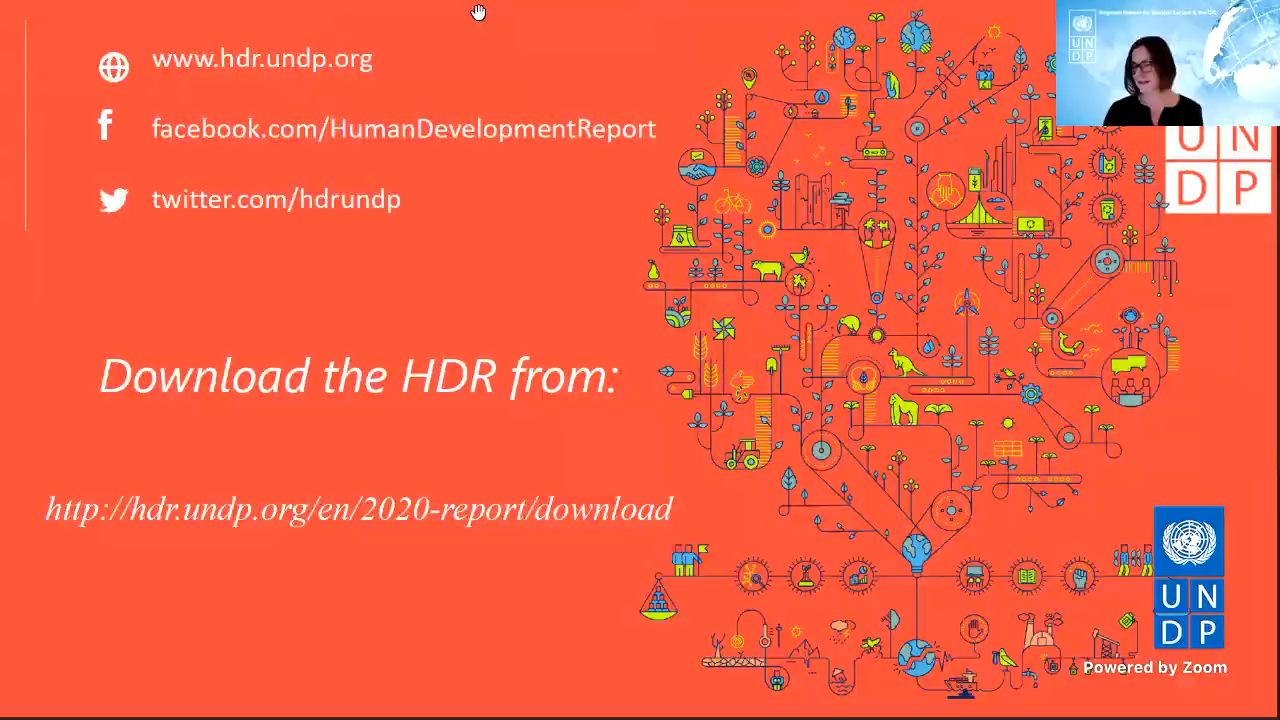 www.hdr.undp.org
facebook.com/HumanDevelopmentReport
twitter.com/hdrundp
Download the HDR from:
http://hdr.undp.org/en/2020-report/download
U N
D P
U N
D P
U N
D P
Powered by Zoom